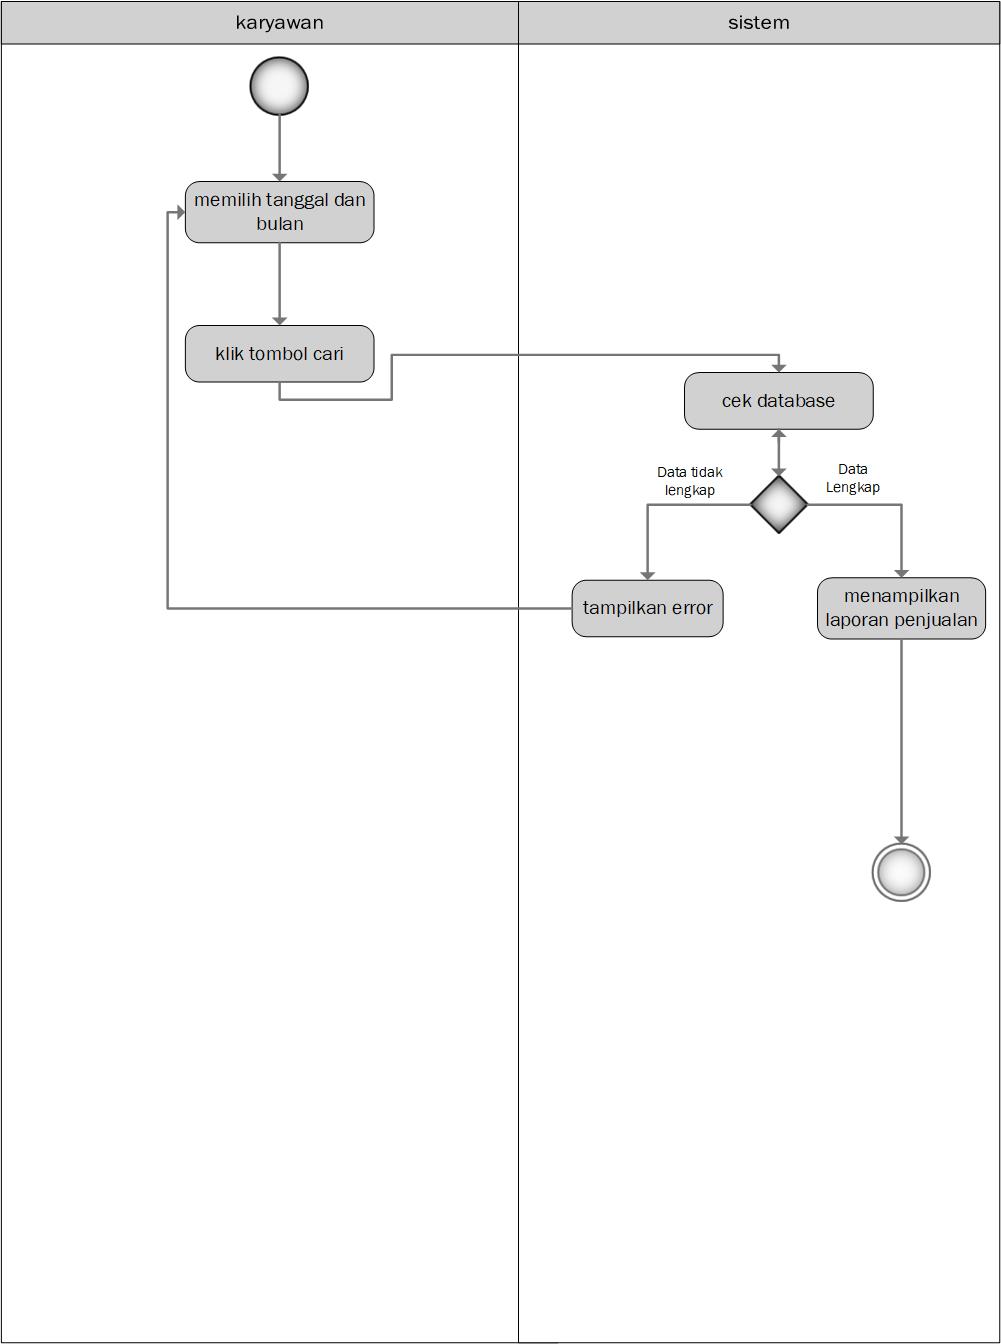 karyawan
sistem
memilih tanggal dan
bulan
klik tombol cari
cek database
Data tidak
lengkap
Data
Lengkap
tampilkan error
menampilkan
laporan penjualan